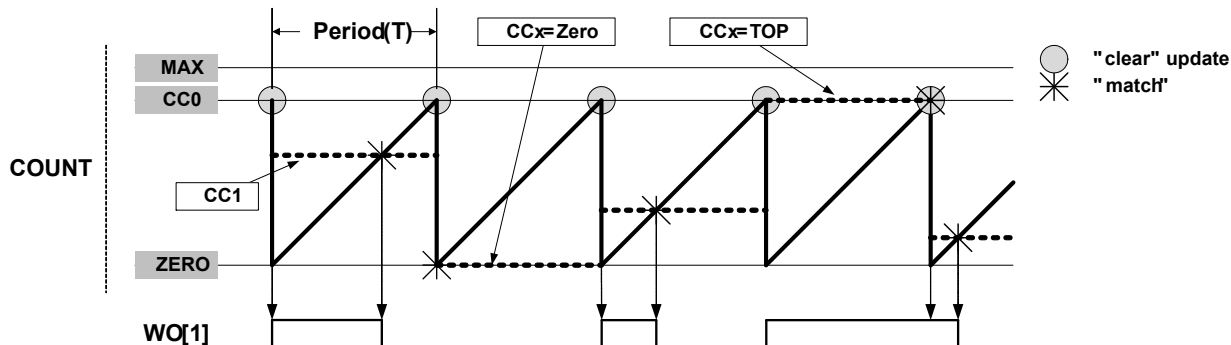 Period(T)
CCx=Zero
CCx=TOP
"clear" update
"match"
MAX
CC0
COUNT
CC1
ZERO
WO[1]